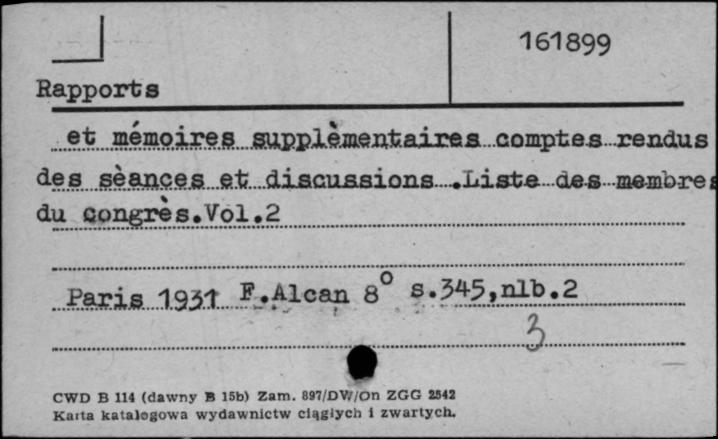 161899
Rapports
et mémoires supplèmentaires comptes rendus
des sèances et discussions .Liste des membres
du congrès.Vol.2
Paris 1931 F.Alcan 8° s.345,nlb.2
3
CWD B 114 (dawny B 15b) Zam. 897/DW/On ZGG 2542
Karta katalogowa wydawnictw ciągłych i zwartych.